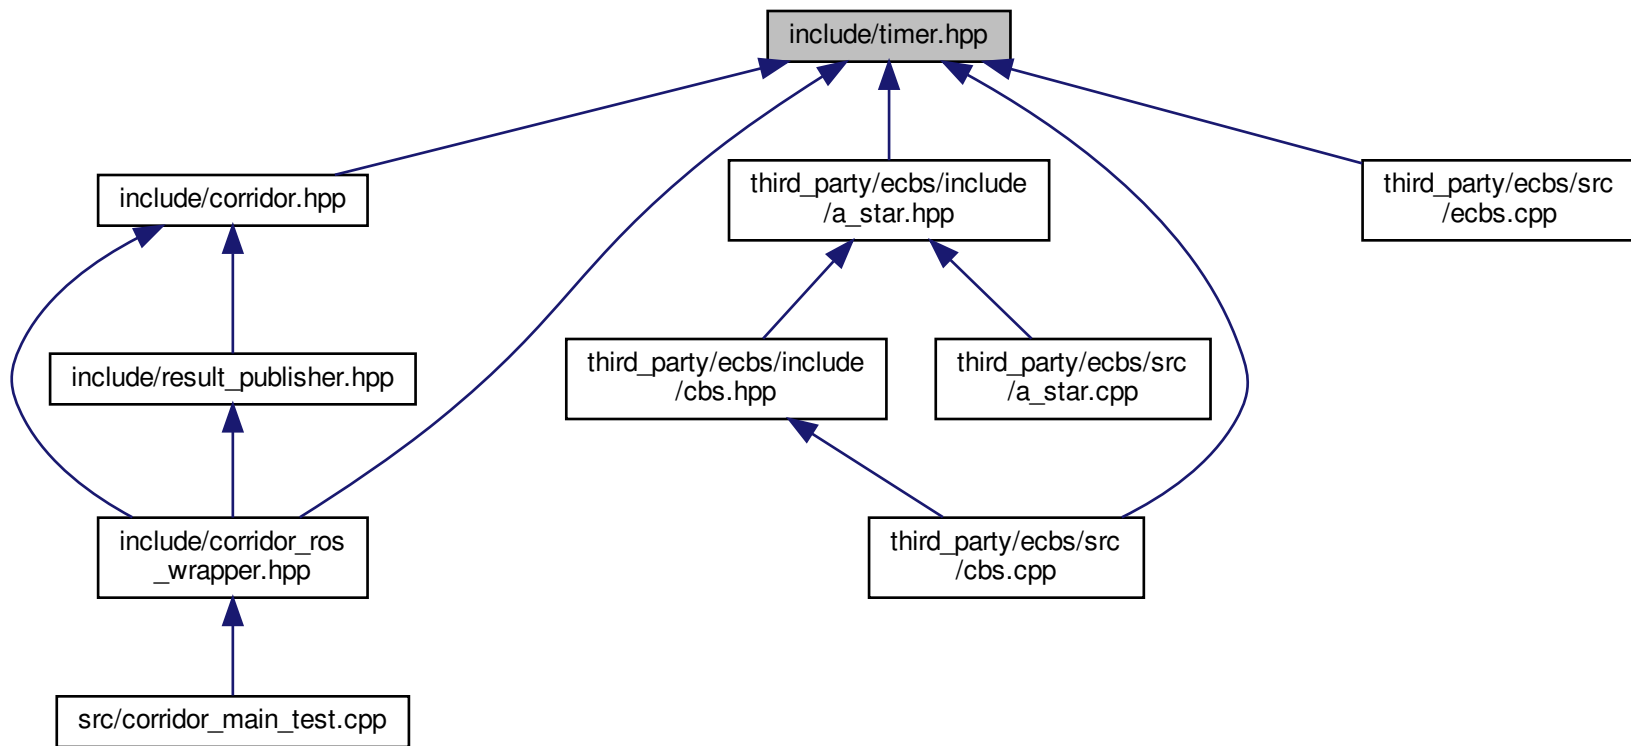 include/timer.hpp
include/corridor.hpp
third_party/ecbs/include
/a_star.hpp
third_party/ecbs/src
/ecbs.cpp
include/result_publisher.hpp
third_party/ecbs/include
/cbs.hpp
third_party/ecbs/src
/a_star.cpp
include/corridor_ros
_wrapper.hpp
third_party/ecbs/src
/cbs.cpp
src/corridor_main_test.cpp